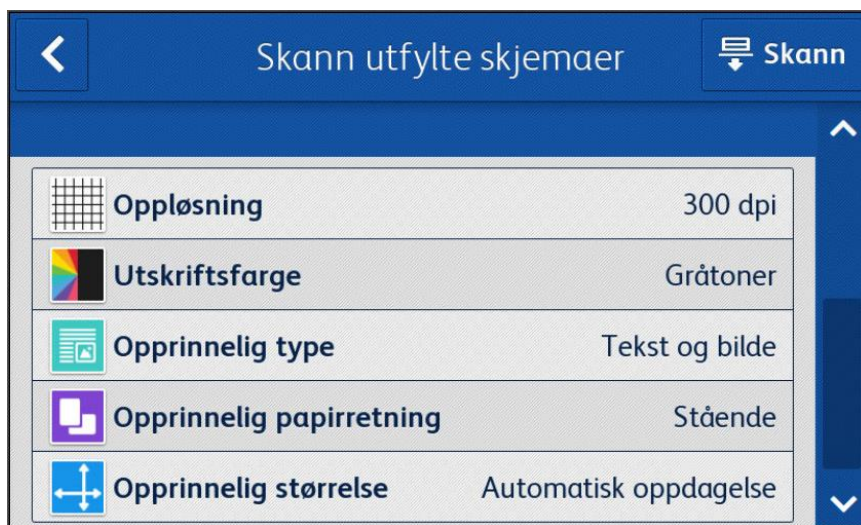 Skann utfylte skjemaer
Skann
Oppløsning 300 dpi
Utskriftsfarge Gråtoner
Opprinnelig type Tekst og bilde
Opprinnelig papirretning Stående
Opprinnelig størrelse Automatisk oppdagelse